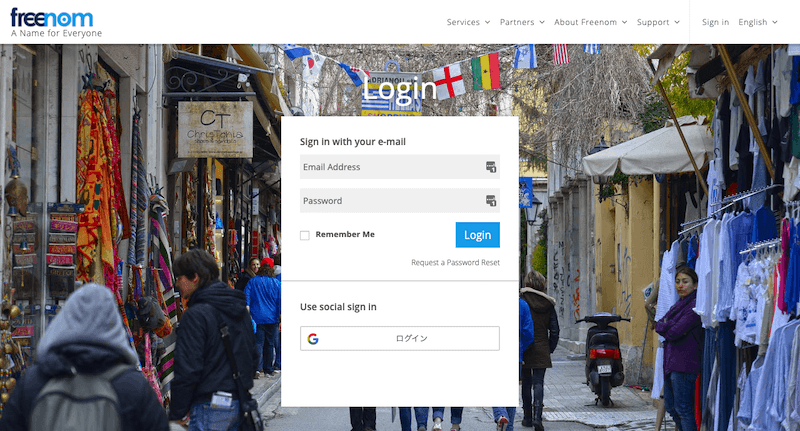 freenom
A Name for Everyone
Services
Partners
About Freenom
Support
Sign in
English
Login
CT
Sign in with your e-mail
Email Address
Password
Remember Me
Login
Request a Password Reset
Use social sign in
ログイン